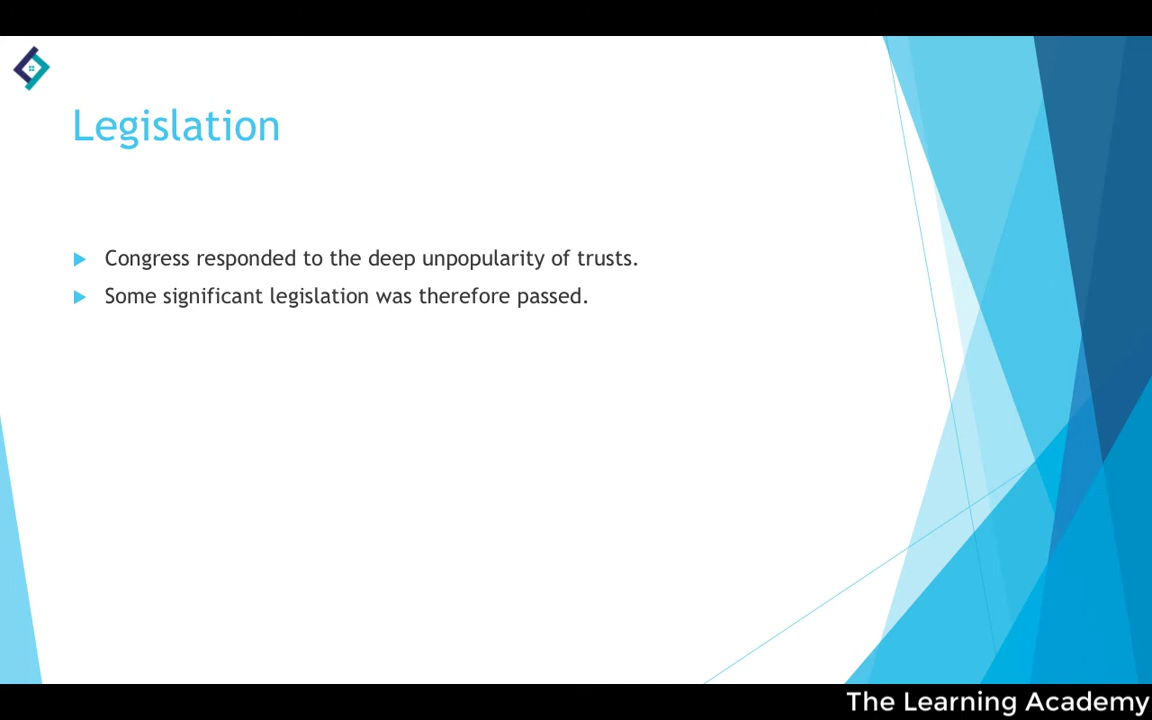 Legislation
Congress responded to the deep unpopularity of trusts.
Some significant legislation was therefore passed.
The Learning Academy